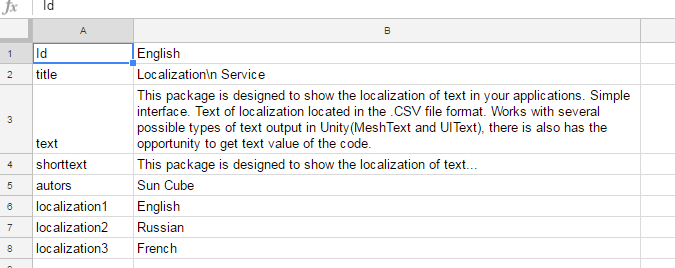 fx Id
A B
1 Id English
2 title Localization\n Service
This package is designed to show the localization of text in your applications. Simple
interface. Text of localization located in the .CSV file format. Works with several
3 possible types of text output in Unity(MeshText and UIText), there is also has the
text opportunity to get text value of the code.
4 shorttext This package is designed to show the localization of text...
5 autors Sun Cube
6 localization1 English
7 localization2 Russian
8 localization3 French